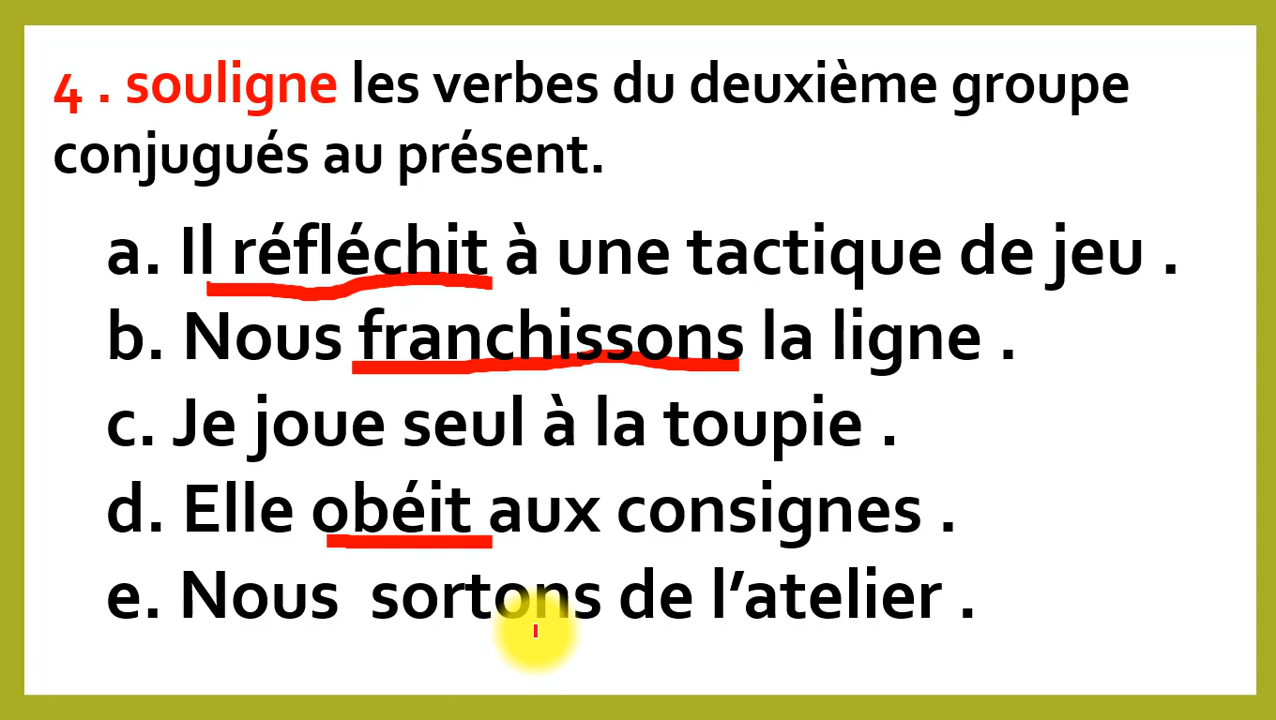 4 . souligne les verbes du deuxième groupe
conjugués au présent.
a. Il réfléchit à une tactique de jeu .
b. Nous franchissons la ligne .
c. Je joue seul à la toupie .
d. Elle obéit aux consignes .
e. Nous sortons de l’atelier .